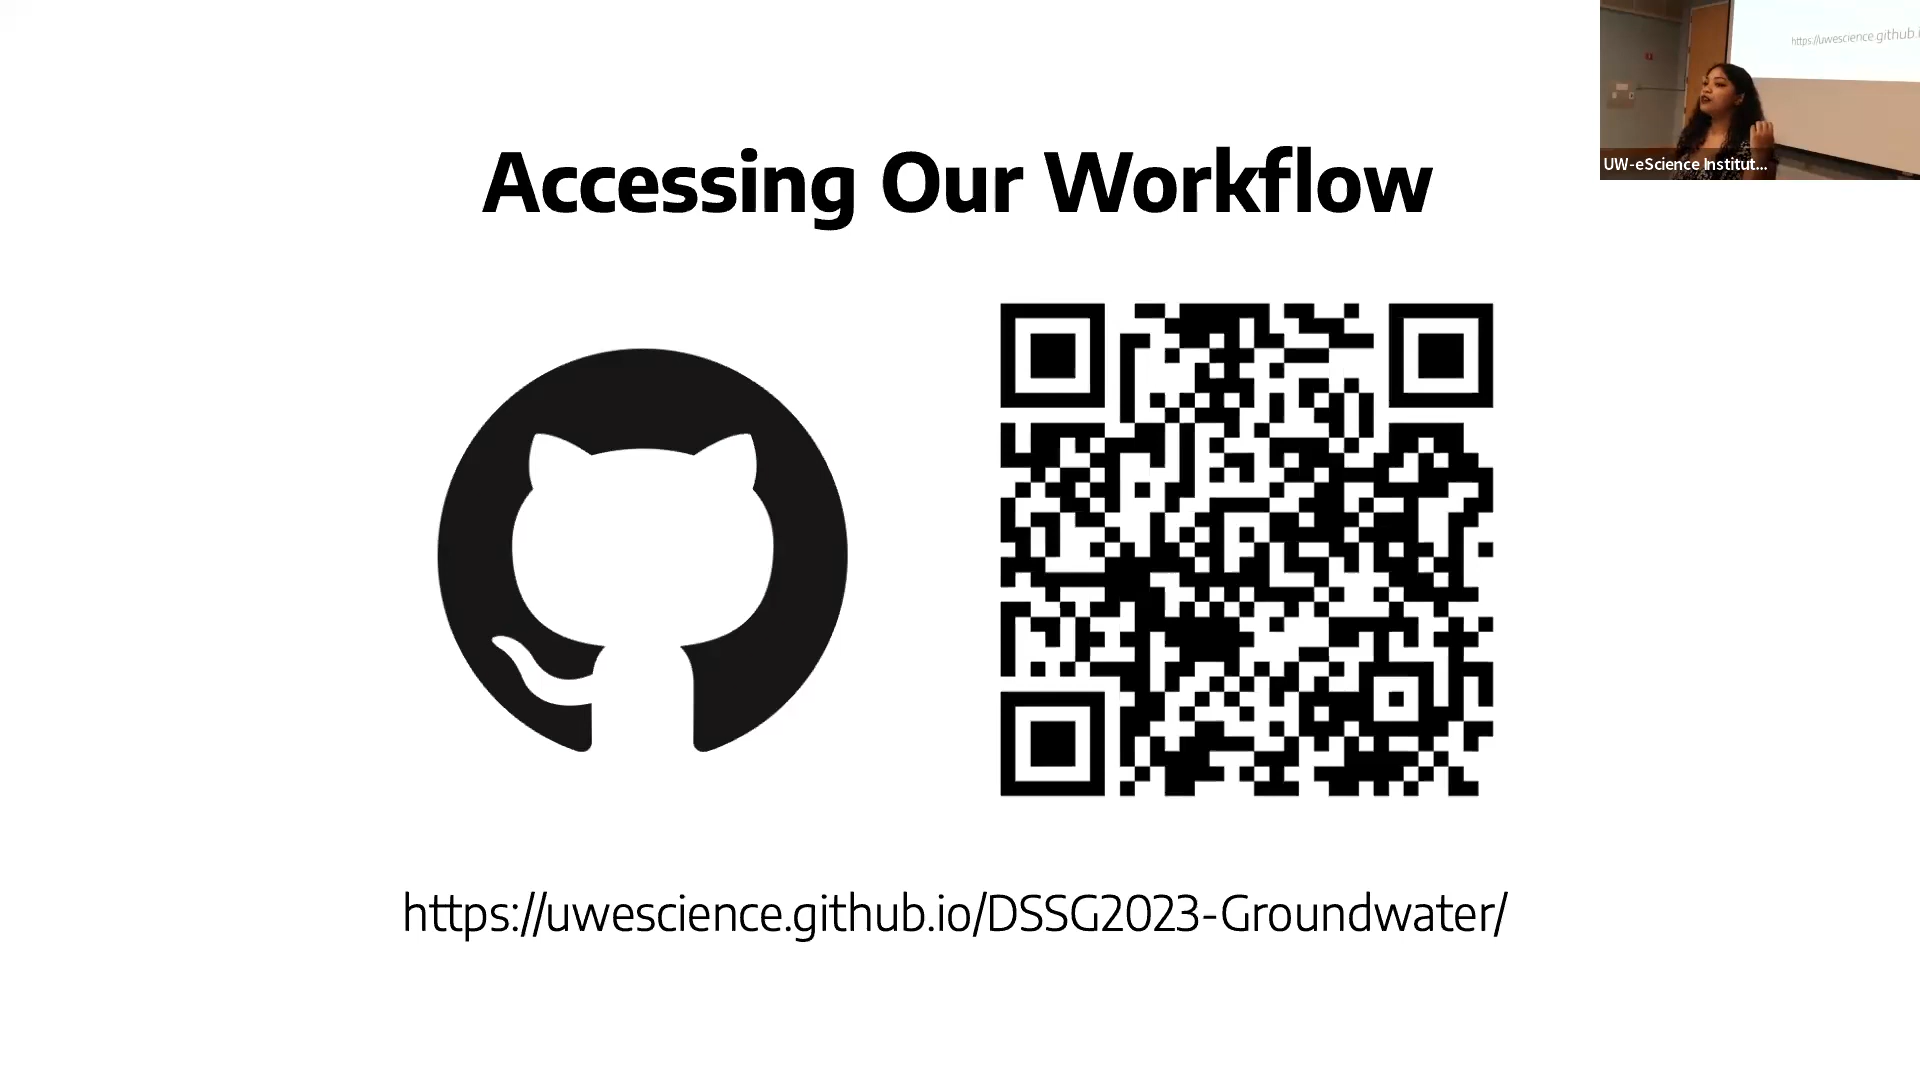 https://uwescience.github.i
UW-eScience Institut...
Accessing Our Workflow
https://uwescience.github.io/DSSG2023-Groundwater/